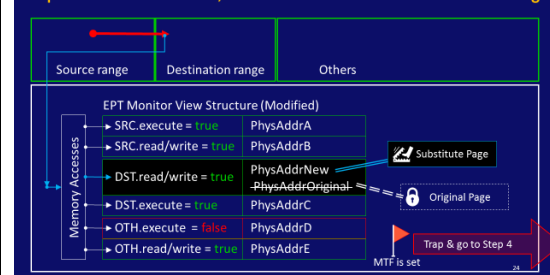 Source range
Destination range
Others
EPT Monitor View Structure (Modified)
Memory Accesses
SRC.execute = true
PhysAddrA
SRC.read/write = true
PhysAddrB
DST.read/write = true
PhysAddrNew
PhysAddrOriginal
DST.execute = true
PhysAddrC
OTH.execute = false
PhysAddrD
OTH.read/write = true
PhysAddrE
Substitute Page
Original Page
MTF is set
Trap & go to Step 4
24